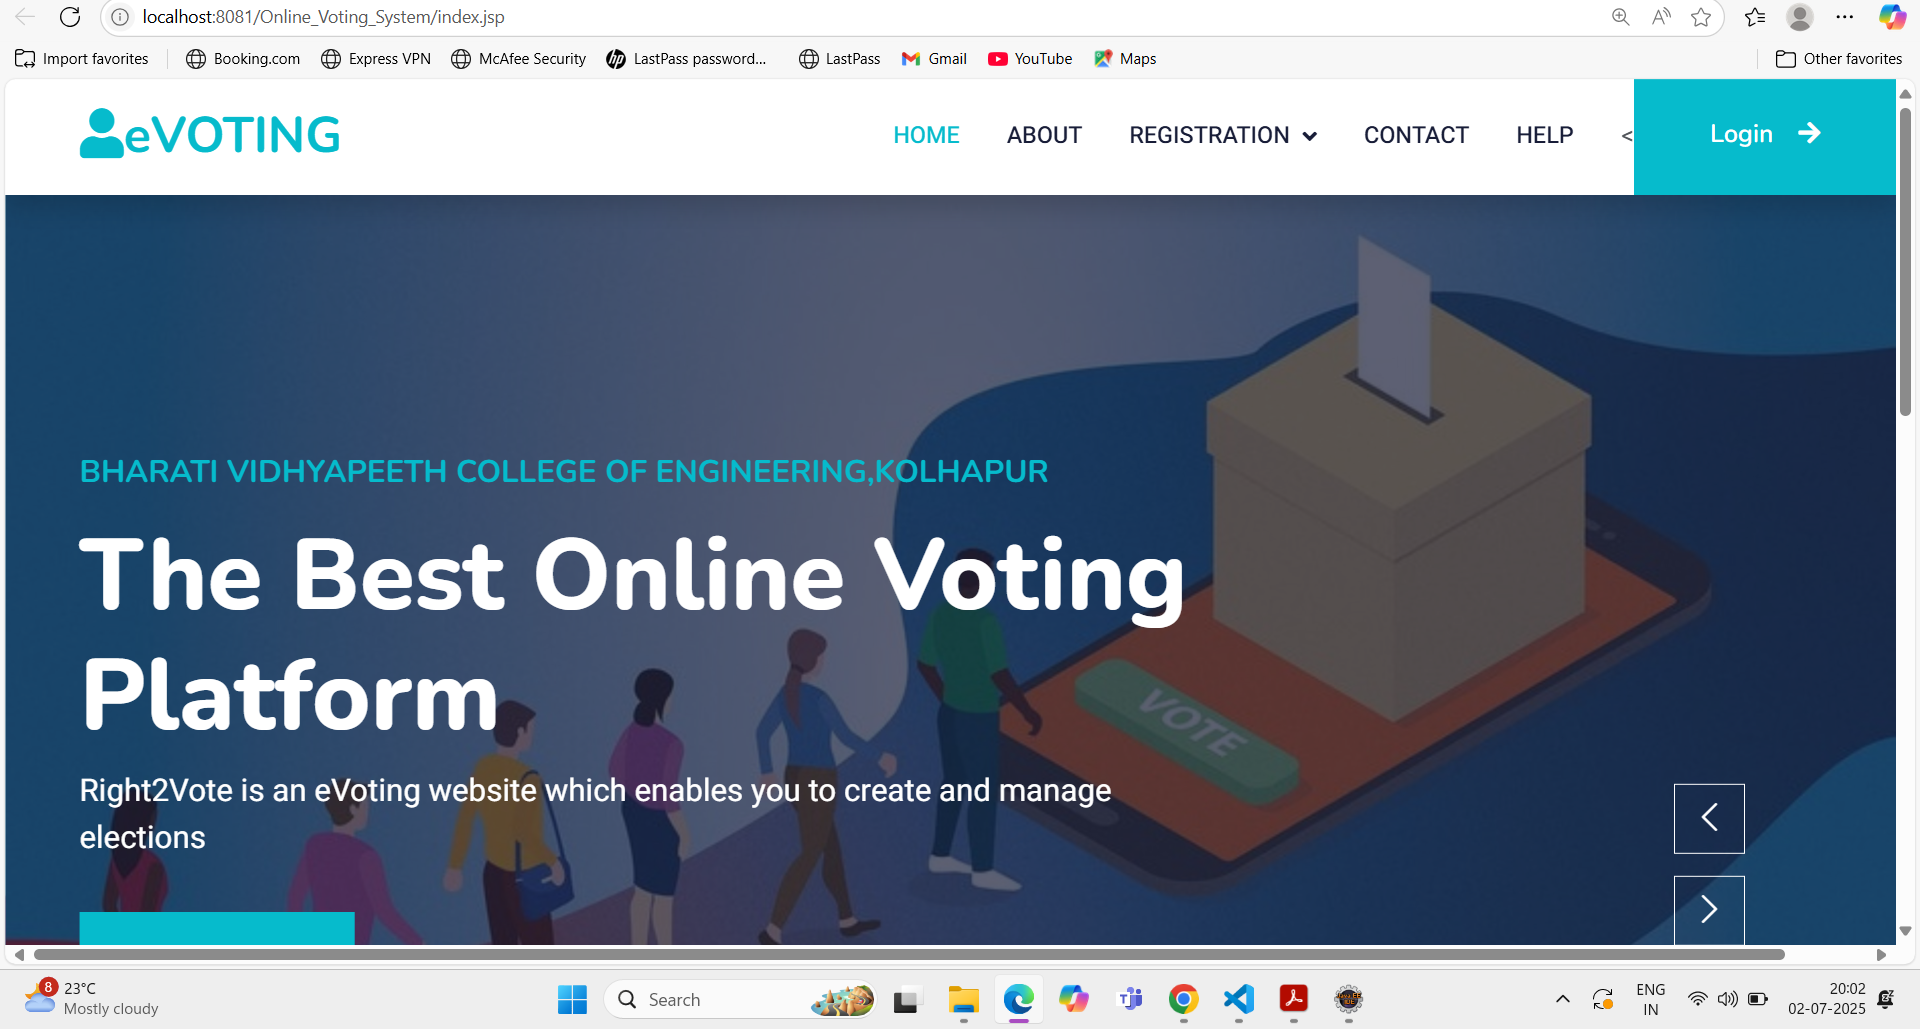 localhost:8081/Online_Voting_System/index.jsp
Import favorites
Booking.com
Express VPN
McAfee Security
hp
LastPass password...
LastPass
Gmail
YouTube
Maps
Other favorites
eVOTING
HOME
ABOUT
REGISTRATION
CONTACT
HELP
<
Login
BHARATI VIDHYAPEETH COLLEGE OF ENGINEERING,KOLHAPUR
The Best Online Voting
Platform
VOTE
Right2Vote is an eVoting website which enables you to create and manage
elections
8
23°C
Mostly cloudy
Search
ENG
IN
20:02
02-07-2025